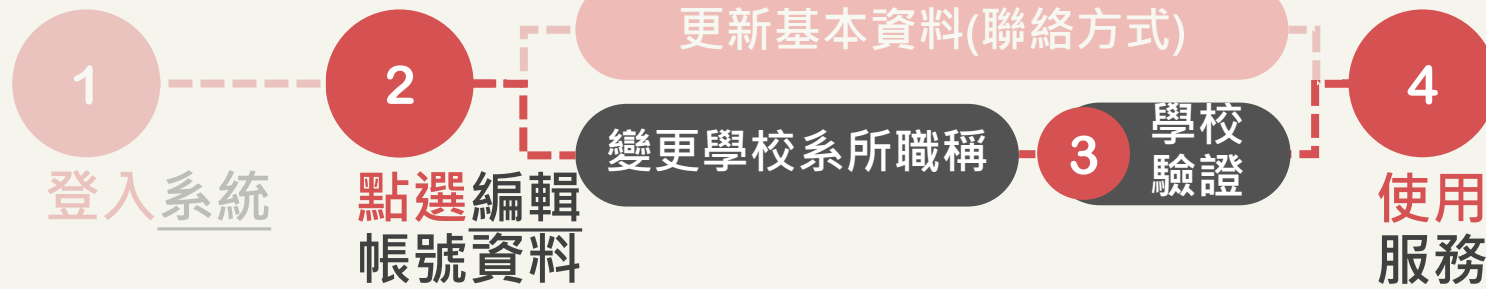 1
登入系統
2
點選編輯
帳號資料
更新基本資料(聯絡方式)
變更學校系所職稱
3
學校
驗證
4
使用
服務